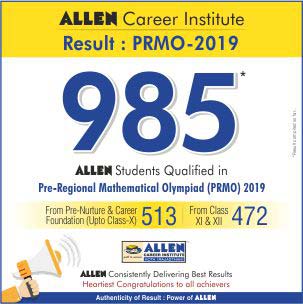 ALLEN Career Institute
Result : PRMO-2019
985*
ALLEN Students Qualified in
Pre-Regional Mathematical Olympiad (PRMO) 2019
From Pre-Nurture & Career
Foundation (Upto Class-X) 513
From Class
XI & XII 472
ALLEN
CAREER INSTITUTE
KOTA (RAJASTHAN)
ALLEN Consistently Delivering Best Results
Heartiest Congratulations to all achievers
Authenticity of Result : Power of ALLEN